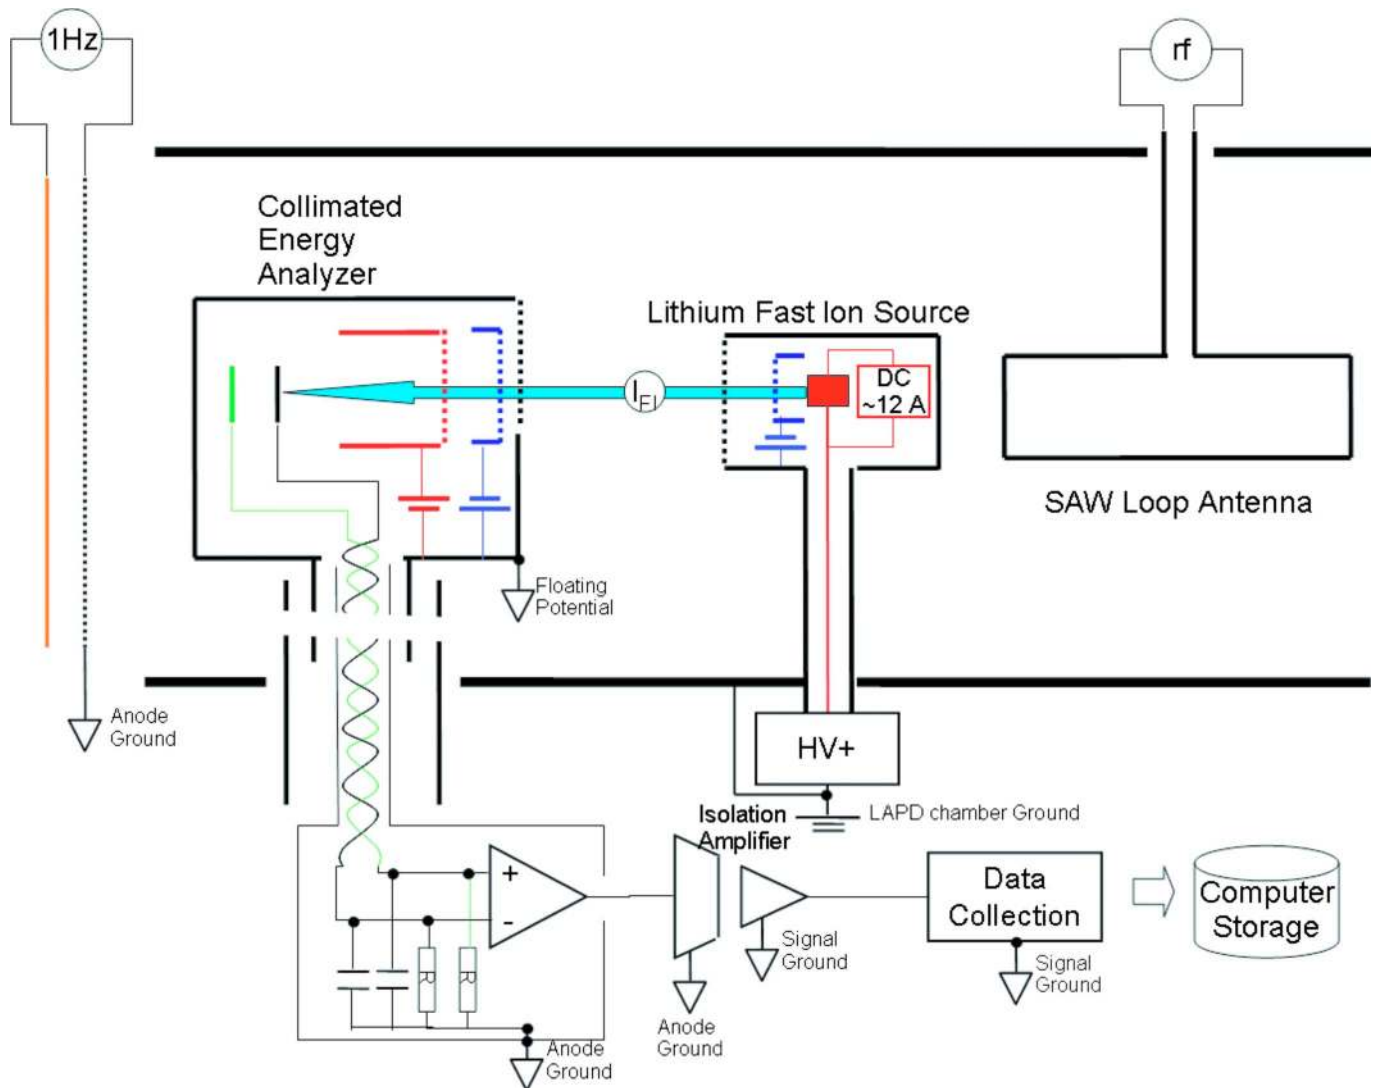 1Hz
rf
Collimated
Energy
Analyzer
Lithium Fast Ion Source
DC
~12 A
I_FI
SAW Loop Antenna
Floating
Potential
Anode
Ground
HV+
LAPD chamber Ground
Isolation
Amplifier
+
-
R
R
Signal
Ground
Data
Collection
Computer
Storage
Signal
Ground
Anode
Ground
Anode
Ground